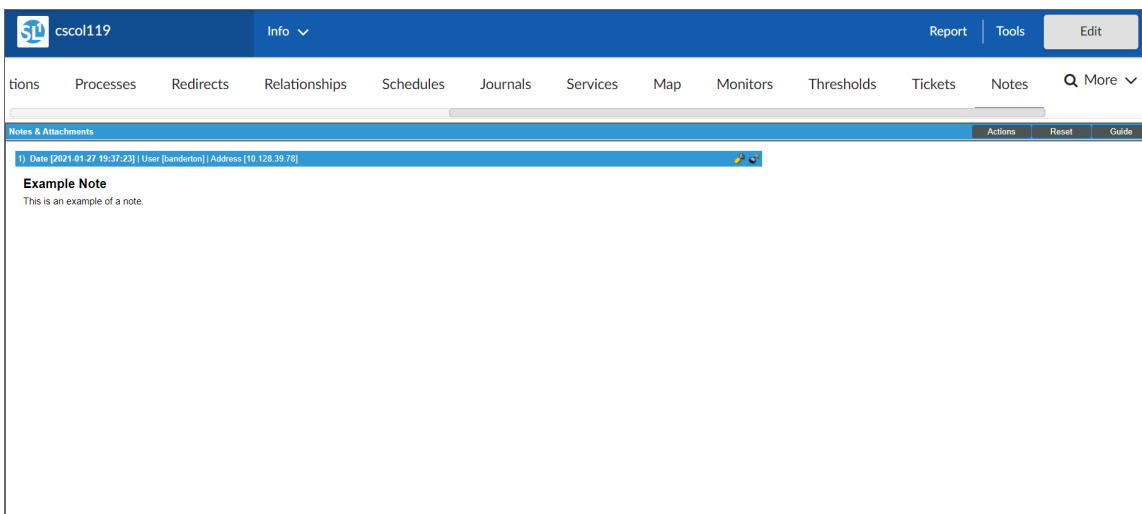 SL1 cscol119 Info Report Tools Edit
tions Processes Redirects Relationships Schedules Journals Services Map Monitors Thresholds Tickets Notes More
Notes & Attachments Actions Reset Guide
1) Date [2021-01-27 19:37:23] | User [banderton] | Address [10.128.39.78]
Example Note
This is an example of a note.